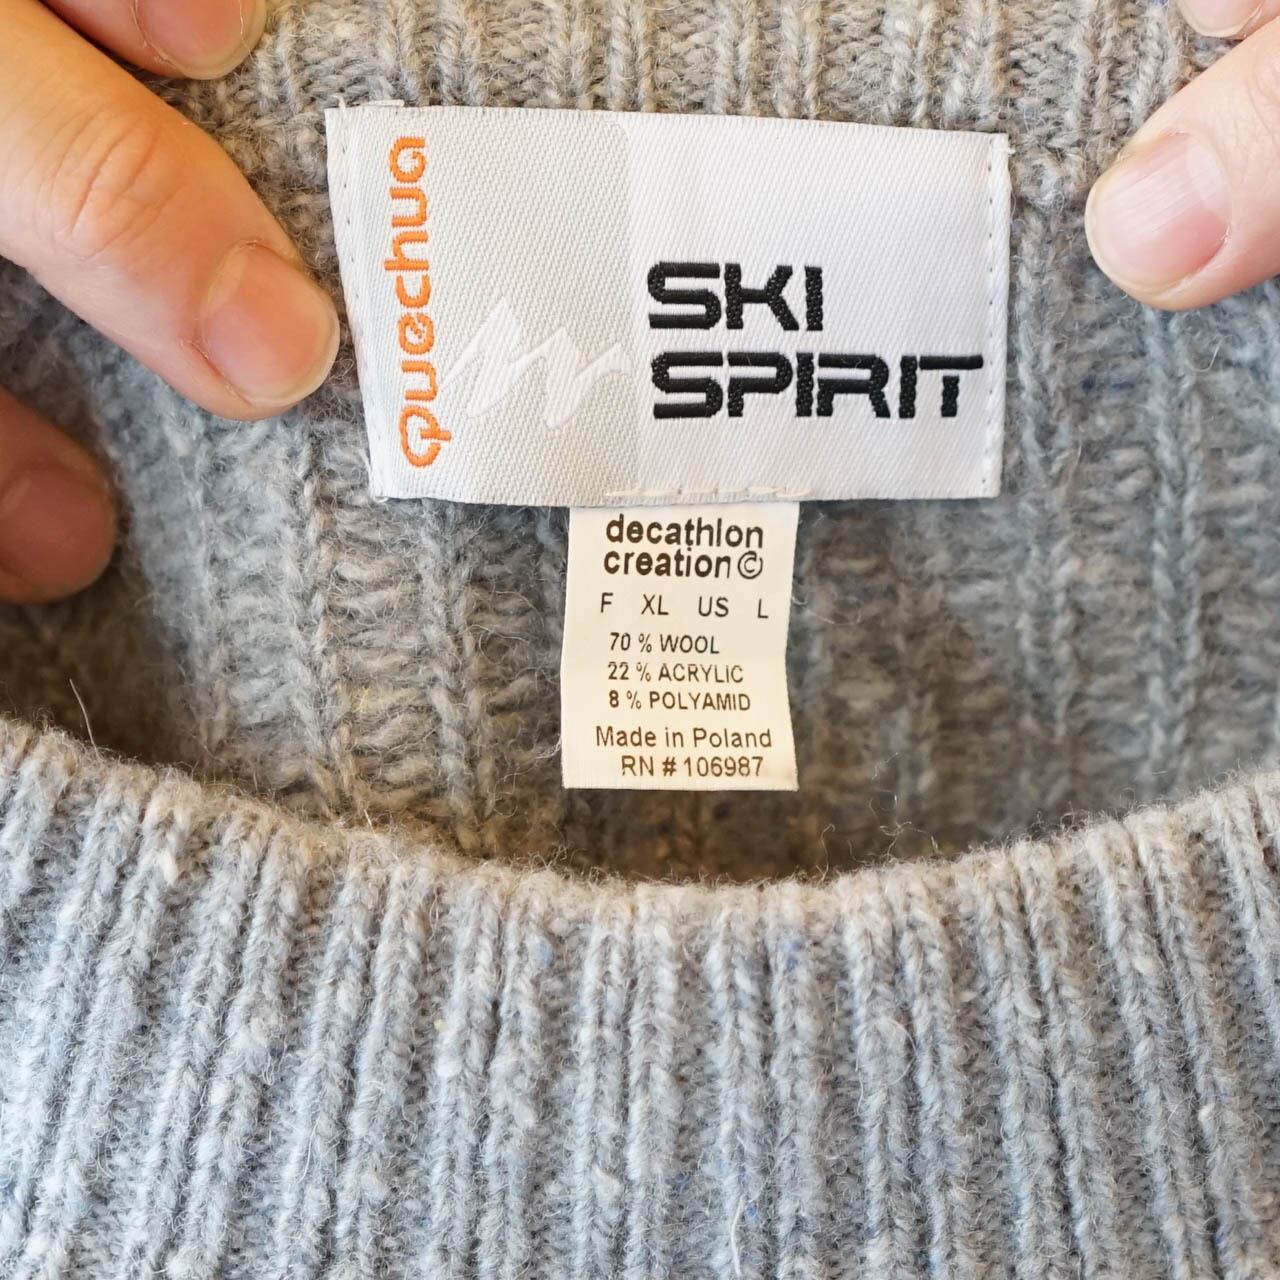 Quechua
SKI
SPIRIT
decathlon
creation©
F XL US L
70 % WOOL
22 % ACRYLIC
8 % POLYAMID
Made in Poland
RN # 106987